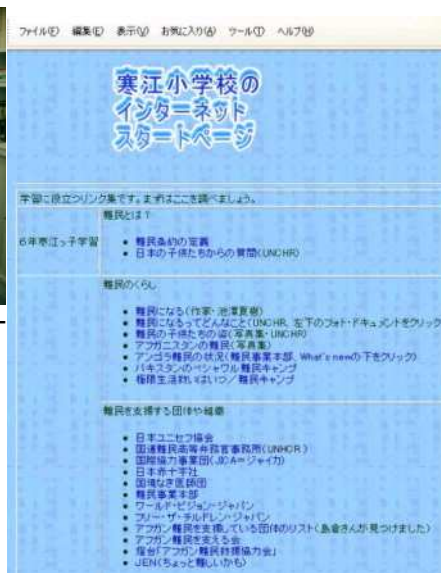 ファイル(F) 編集(E) 表示(V) お気に入り(A) ツール(T) ヘルプ(H)
寒江小学校の
インターネット
スタートページ
学習に役立つリンク集です。まずはここを調べましょう。
6年寒江っ子学習
難民とは？
難民条約の定義
日本の子供たちからの質問(UNCHR)
難民のくらし
難民になる(作家・池澤夏樹)
難民になるってどんなこと(UNCHR、左下のフォト・ドキュメントをクリック
難民の子供たちの姿(写真集・UNCHR)
アフガニスタンの難民(写真集)
アンゴラ難民の状況(難民事業本部、What's newの下をクリック)
パキスタンのペシャワル難民キャンプ
極限生活救いはいつ／難民キャンプ
難民を支援する団体や組織
日本ユニセフ協会
国連難民高等弁務官事務所(UNHCR)
国際協力事業団(JICA=ジャイカ)
日本赤十字社
国境なき医師団
難民事業本部
ワールド・ビジョン・ジャパン
フリー・ザ・チルドレン・ジャパン
アフガン難民を支援している団体のリスト(島倉さんが見つけました)
アフガン難民を支える会
「アフガン難民封援協力会」
JEN(ちょっと難しいかも)